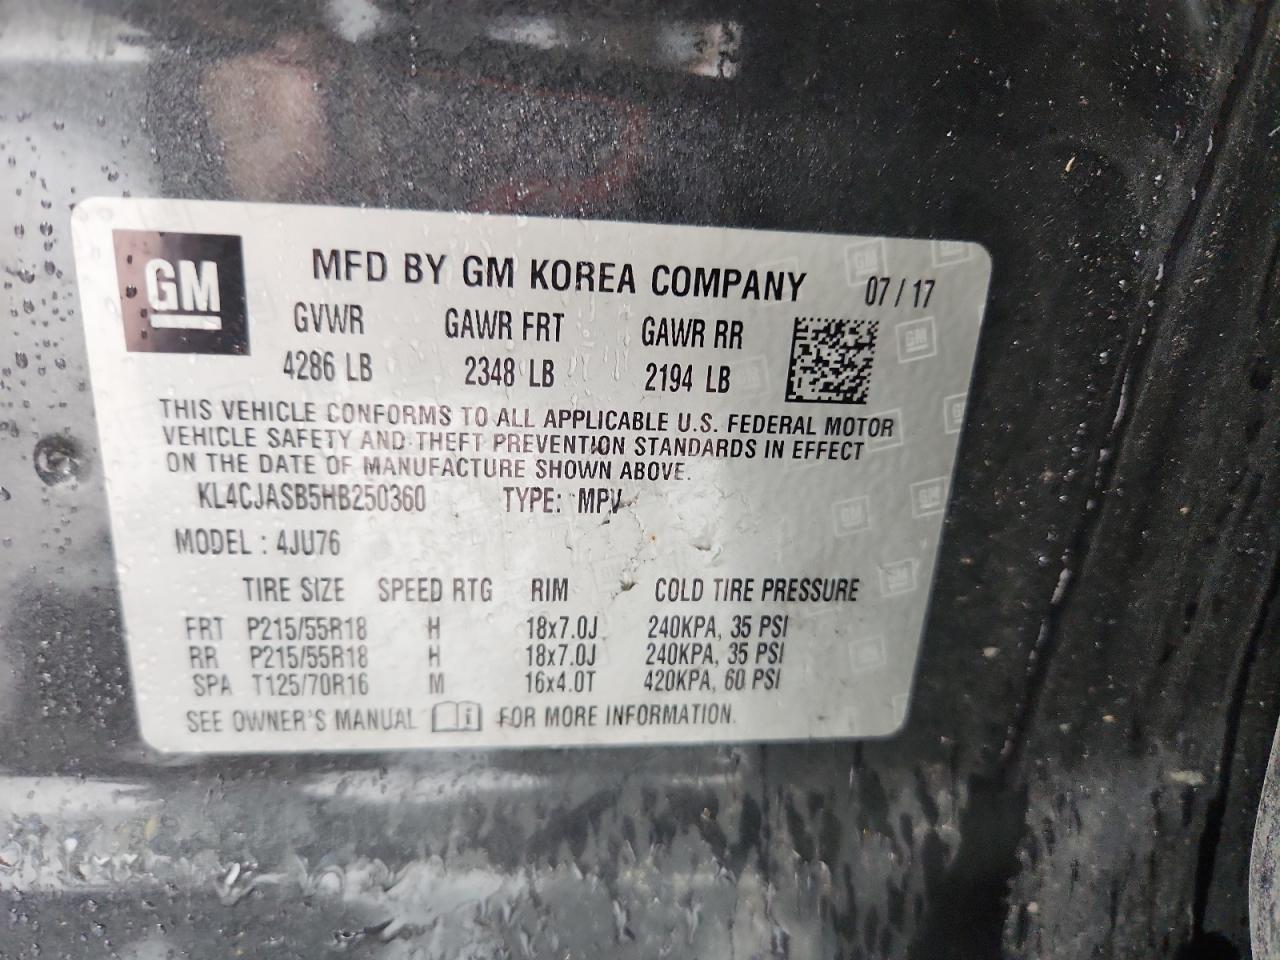 GM
MFD BY GM KOREA COMPANY 07 / 17
GVWR GAWR FRT GAWR RR
4286 LB 2348 LB 2194 LB
THIS VEHICLE CONFORMS TO ALL APPLICABLE U.S. FEDERAL MOTOR
VEHICLE SAFETY AND THEFT PREVENTION STANDARDS IN EFFECT
ON THE DATE OF MANUFACTURE SHOWN ABOVE.
KL4CJASB5HB250360 TYPE: MPV
MODEL : 4JU76
TIRE SIZE SPEED RTG RIM COLD TIRE PRESSURE
FRT P215/55R18 H 18x7.0J 240KPA, 35 PSI
RR P215/55R18 H 18x7.0J 240KPA, 35 PSI
SPA T125/70R16 M 16x4.0T 420KPA, 60 PSI
SEE OWNER'S MANUAL FOR MORE INFORMATION.